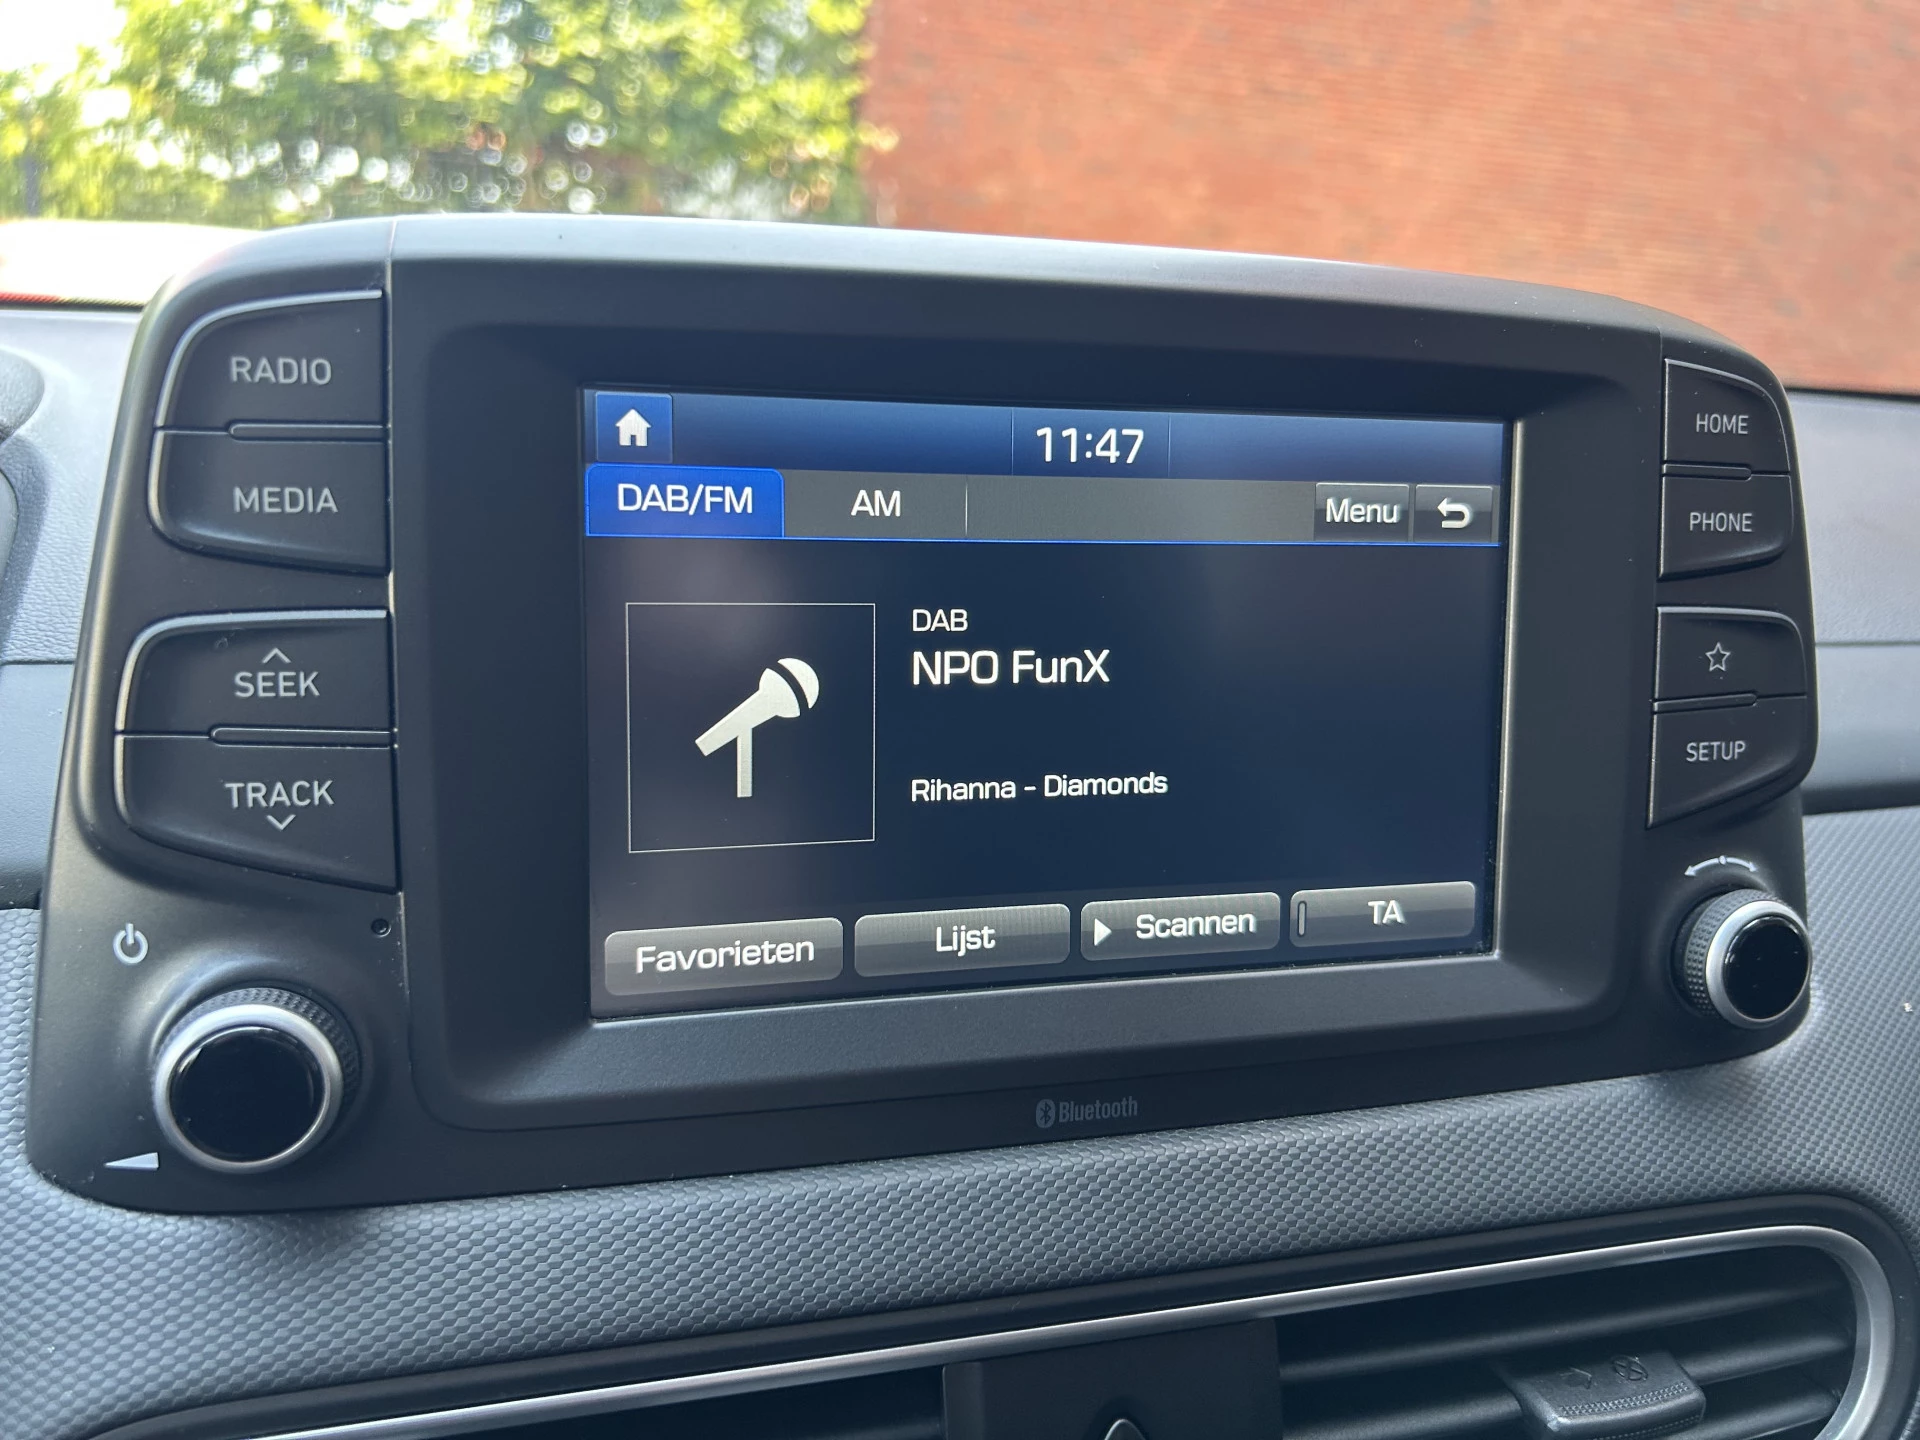 RADIO
MEDIA
SEEK
TRACK
11:47
DAB/FM
AM
Menu
DAB
NPO FunX
Rihanna - Diamonds
Favorieten
Lijst
Scannen
TA
HOME
PHONE
SETUP
Bluetooth